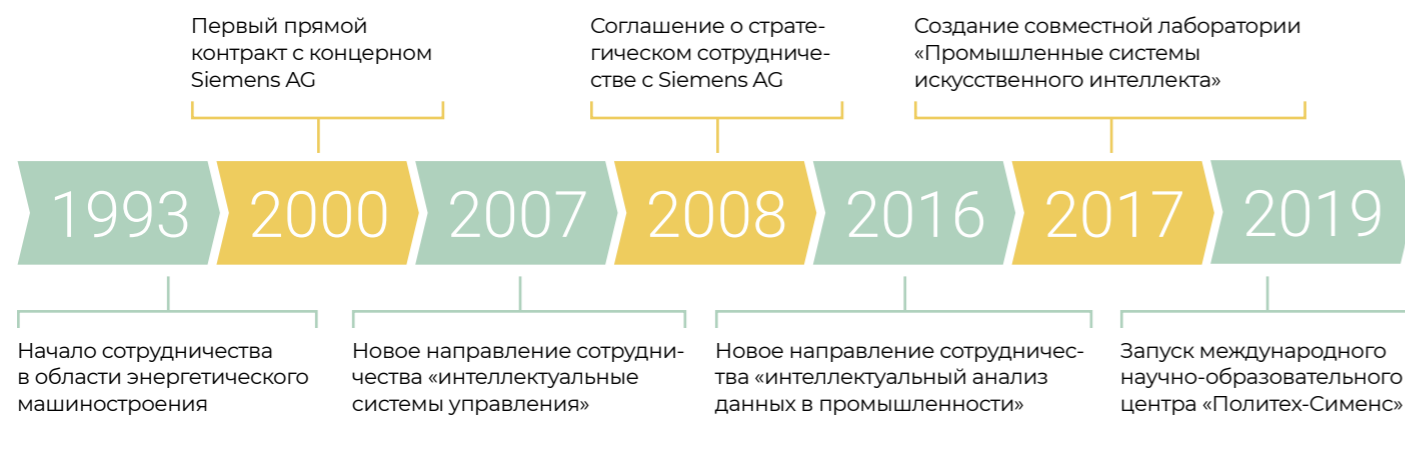 Первый прямой
контракт с концерном
Siemens AG
Соглашение о страте-
гическом сотрудниче-
стве с Siemens AG
Создание совместной лаборатории
«Промышленные системы
искусственного интеллекта»
1993
2000
2007
2008
2016
2017
2019
Начало сотрудничества
в области энергетического
машиностроения
Новое направление сотрудни-
чества «интеллектуальные
системы управления»
Новое направление сотрудничес-
тва «интеллектуальный анализ
данных в промышленности»
Запуск международного
научно-образовательного
центра «Политех-Сименс»